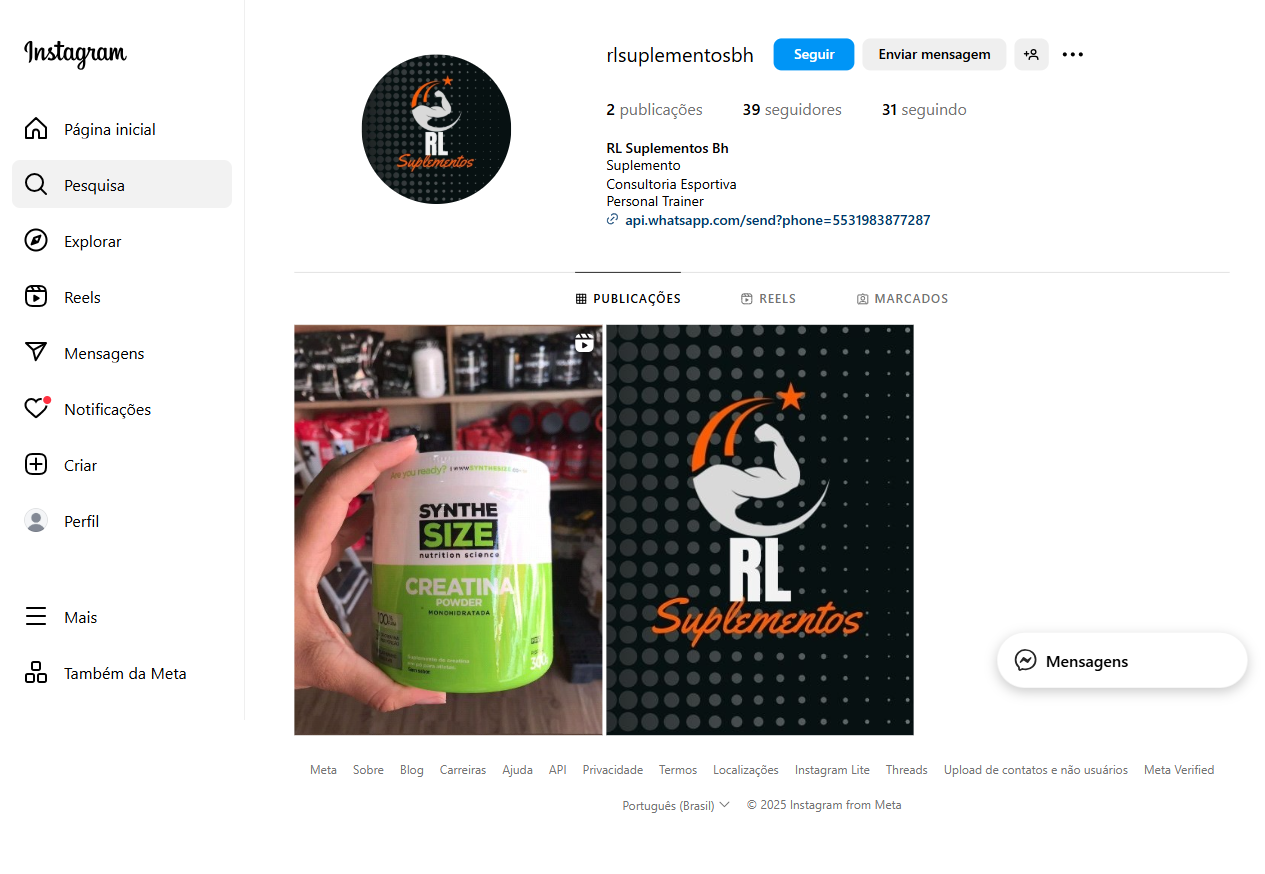 Instagram
Página inicial
Pesquisa
Explorar
Reels
Mensagens
Notificações
Criar
Perfil
Mais
Também da Meta
RL
Suplementos
rlsuplementosbh
Seguir
Enviar mensagem
2 publicações
39 seguidores
31 seguindo
RL Suplementos Bh
Suplemento
Consultoria Esportiva
Personal Trainer
api.whatsapp.com/send?phone=5531983877287
PUBLICAÇÕES
REELS
MARCADOS
Are you ready?
SYNTHE
SIZE
nutrition science
CREATINA
POWDER
MONOHIDRATADA
300g
RL
Suplementos
Mensagens
Meta
Sobre
Blog
Carreiras
Ajuda
API
Privacidade
Termos
Localizações
Instagram Lite
Threads
Upload de contatos e não usuários
Meta Verified
Português (Brasil)
© 2025 Instagram from Meta